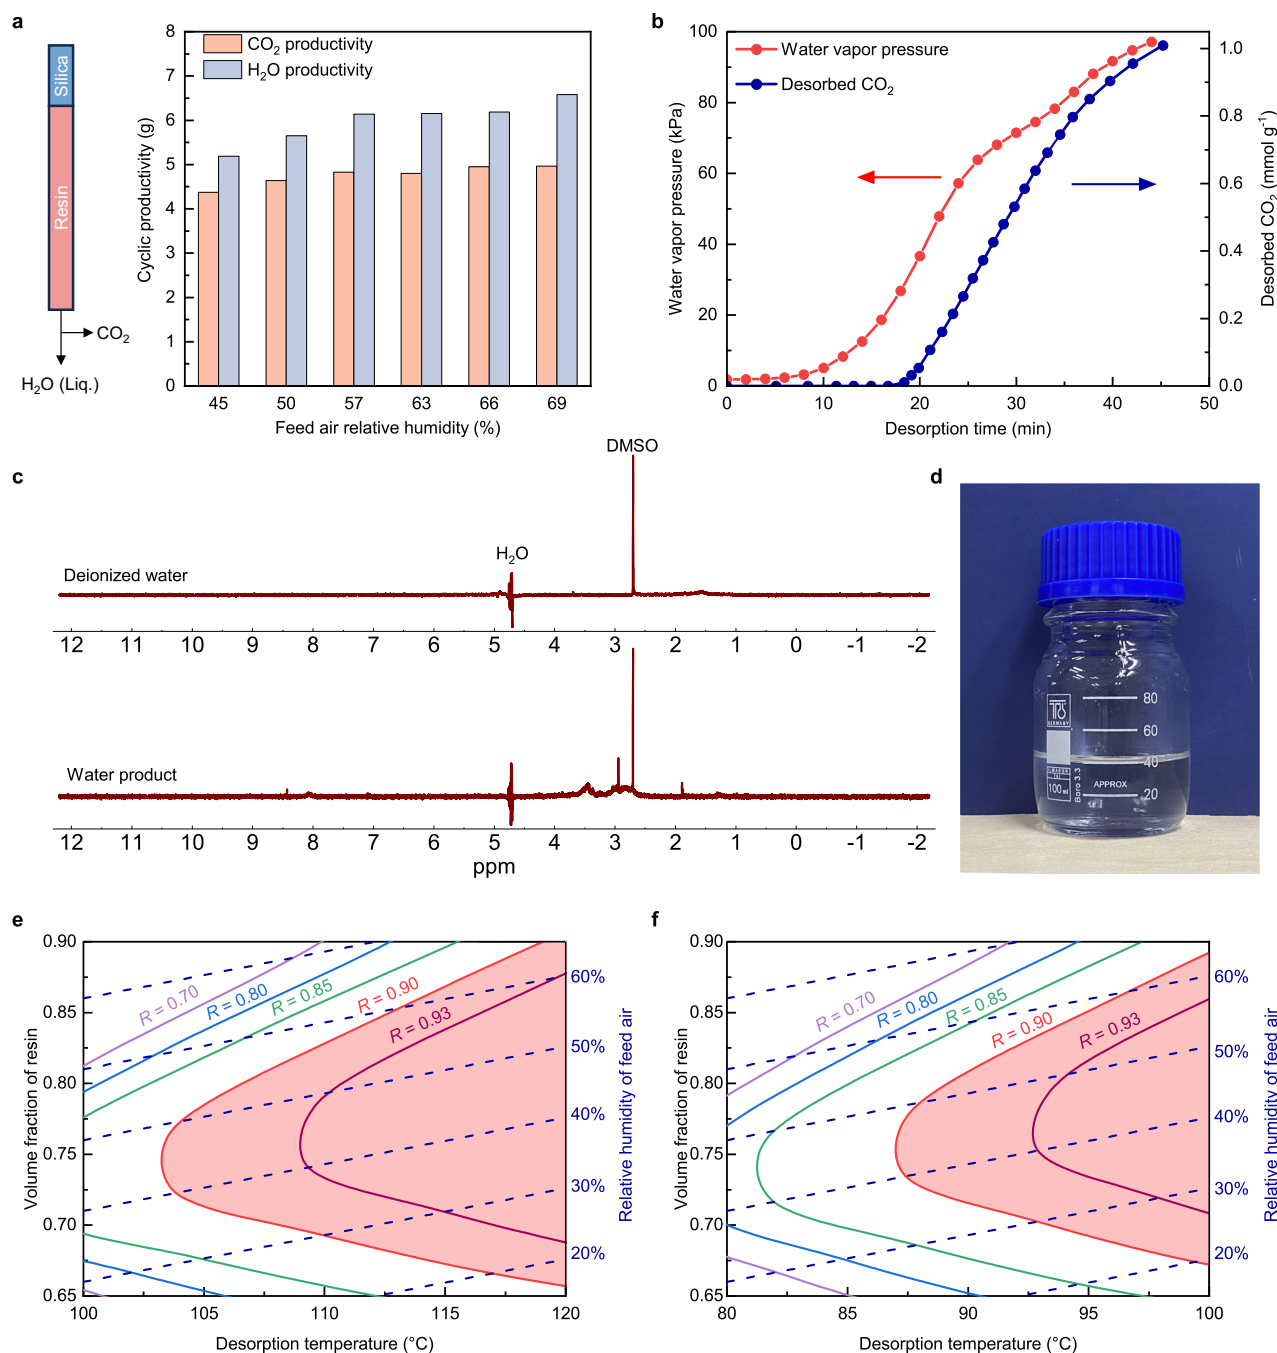 a
Silica
Resin
CO2
H2O (Liq.)
CO2 productivity
H2O productivity
Cyclic productivity (g)
8
7
6
5
4
3
2
1
0
45 50 57 63 66 69
Feed air relative humidity (%)
b
Water vapor pressure
Desorbed CO2
Water vapor pressure (kPa)
100
80
60
40
20
0
Desorbed CO2 (mmol g-1)
1.0
0.8
0.6
0.4
0.2
0.0
0 10 20 30 40 50
Desorption time (min)
c
DMSO
H2O
Deionized water
12 11 10 9 8 7 6 5 4 3 2 1 0 -1 -2
Water product
12 11 10 9 8 7 6 5 4 3 2 1 0 -1 -2
ppm
d
80
60
40
20
APPROX
GERMANY
100 ml
Boro 3.3
e
Volume fraction of resin
0.90
0.85
0.80
0.75
0.70
0.65
R = 0.70
R = 0.80
R = 0.85
R = 0.90
R = 0.93
60%
50%
40%
30%
20%
Relative humidity of feed air
100 105 110 115 120
Desorption temperature (°C)
f
Volume fraction of resin
0.90
0.85
0.80
0.75
0.70
0.65
R = 0.70
R = 0.80
R = 0.85
R = 0.90
R = 0.93
60%
50%
40%
30%
20%
Relative humidity of feed air
80 85 90 95 100
Desorption temperature (°C)